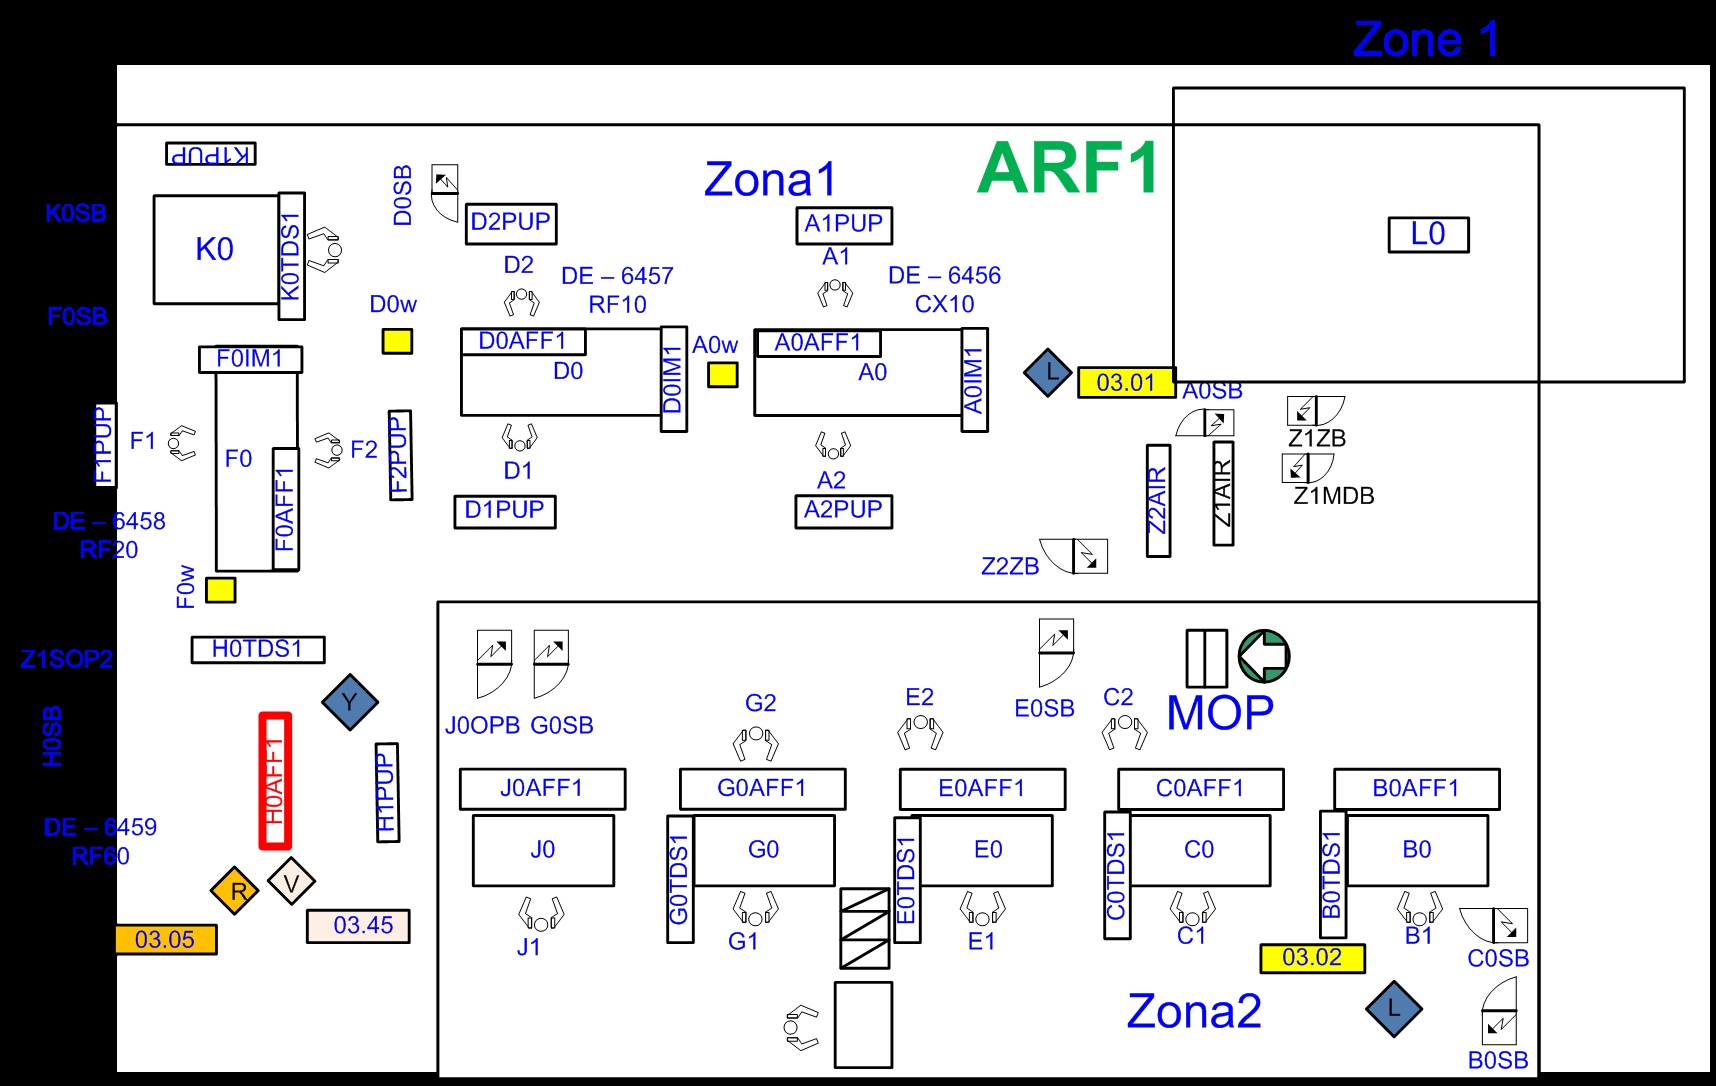 Zone 1
K1PUP
Zona1
ARF1
D0SB
K0SB
K0
K0TDS1
D2PUP
A1PUP
L0
D2
A1
DE – 6457
RF10
DE – 6456
CX10
F0SB
D0w
F0IM1
D0AFF1
D0
D0IM1
A0w
A0AFF1
A0
A0IM1
L
03.01
A0SB
Z1ZB
Z1MDB
F1PUP
F1
F0
F0AFF1
F2
F2PUP
D1
D1PUP
A2
A2PUP
Z2AIR
Z1AIR
DE – 6458
RF20
Z2ZB
F0w
H0TDS1
Z1SOP2
Y
H0SB
H0AFF1
H1PUP
J0OPB
G0SB
G2
E2
E0SB
C2
MOP
J0AFF1
G0AFF1
E0AFF1
C0AFF1
B0AFF1
DE – 6459
RF60
J0
G0TDS1
G0
E0TDS1
E0
C0TDS1
C0
B0TDS1
B0
R
V
03.05
03.45
J1
G1
E1
C1
B1
03.02
C0SB
Zona2
L
B0SB